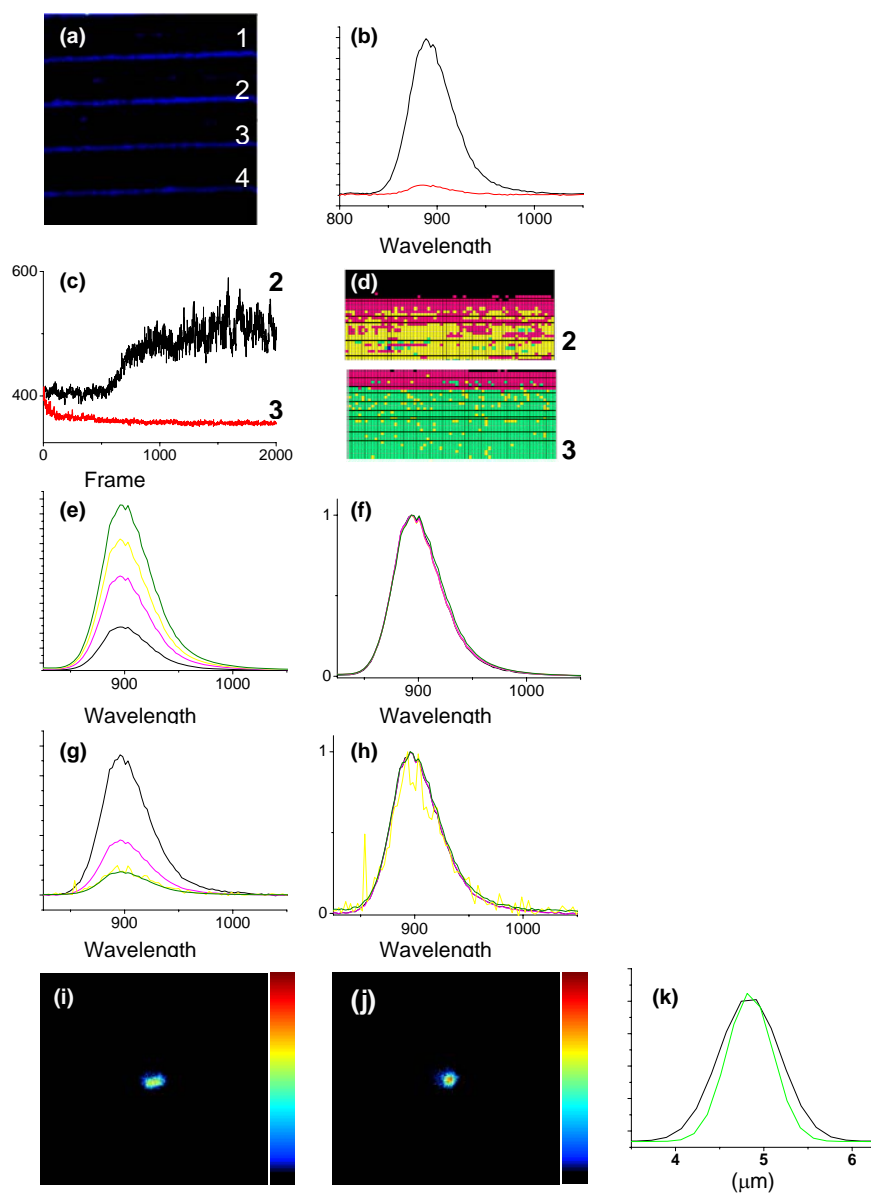 (a)
1
2
3
4
(b)
800 900 1000
Wavelength
(c)
600
400
2
3
0 1000 2000
Frame
(d)
2
3
(e)
900 1000
Wavelength
(f)
1
0
900 1000
Wavelength
(g)
900 1000
Wavelength
(h)
1
0
900 1000
Wavelength
(i)
(j)
(k)
4 5 6
(μm)